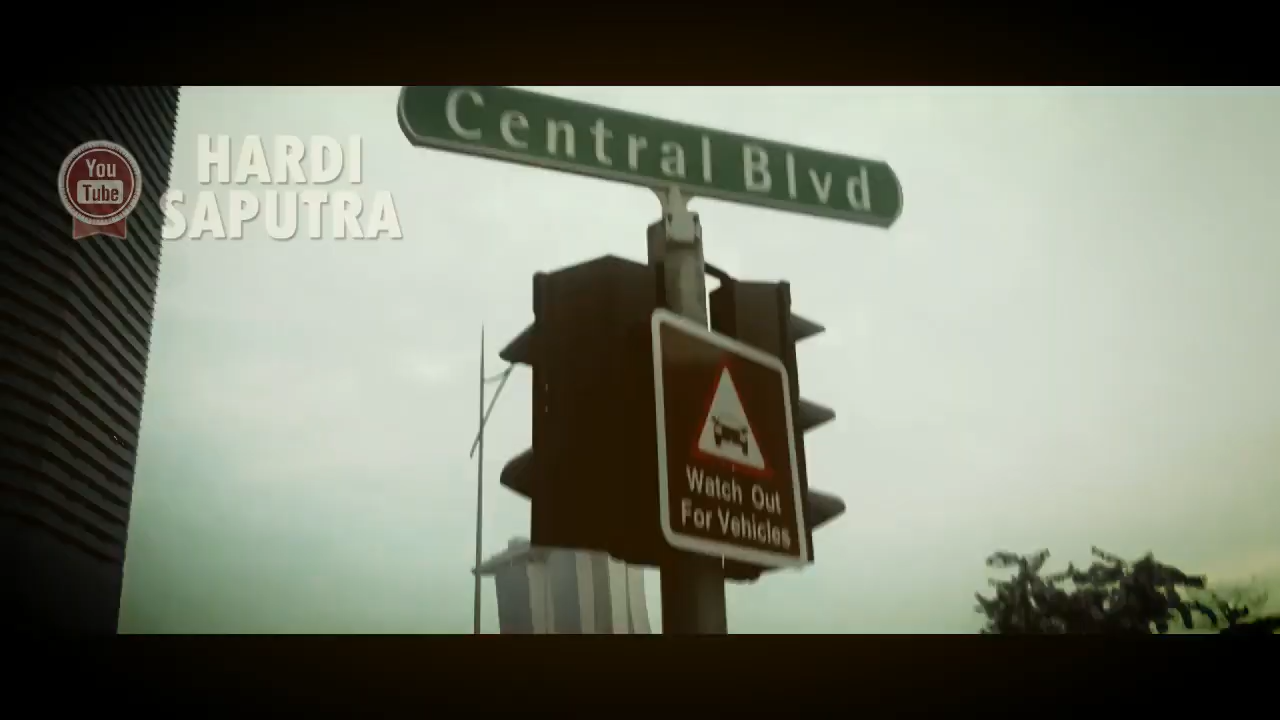 Central Blvd
You
Tube
HARDI
SAPUTRA
Watch Out
For Vehicles